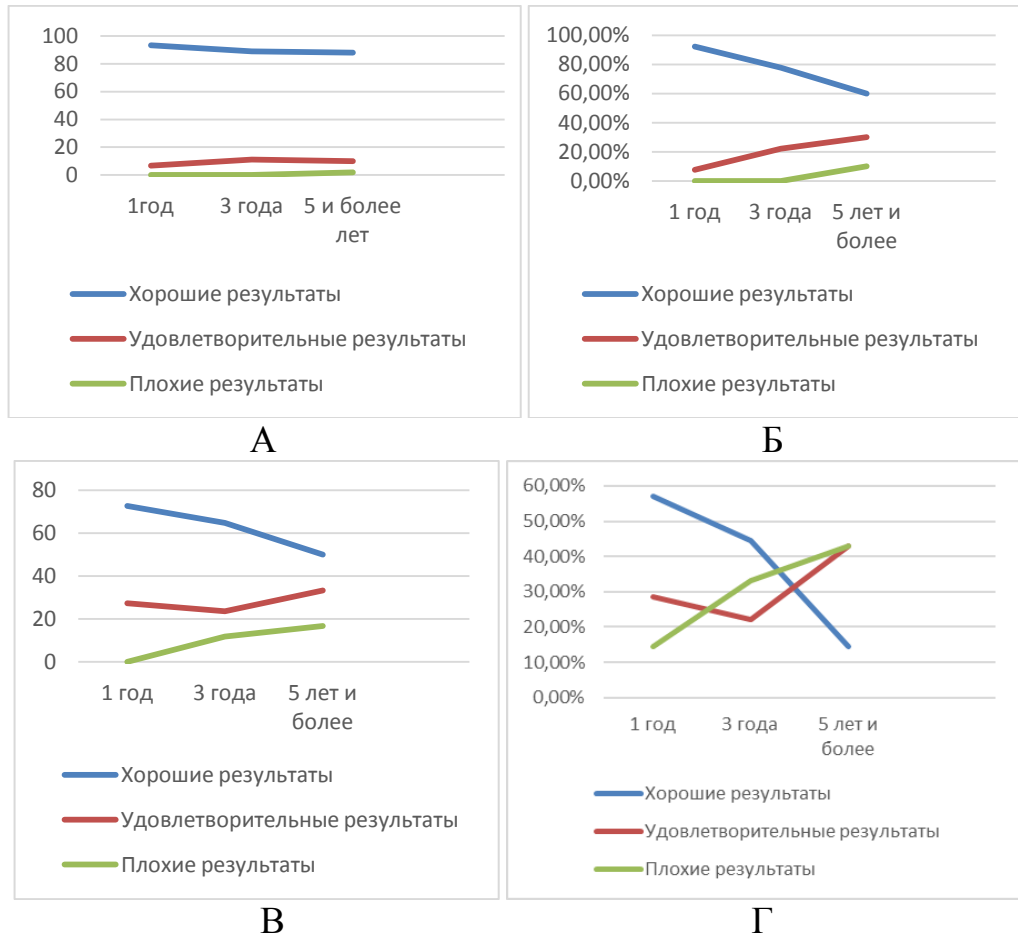 100
80
60
40
20
0
1год
3 года
5 и более
лет
Хорошие результаты
Удовлетворительные результаты
Плохие результаты
А
100,00%
80,00%
60,00%
40,00%
20,00%
0,00%
1 год
3 года
5 лет и
более
Хорошие результаты
Удовлетворительные результаты
Плохие результаты
Б
80
60
40
20
0
1 год
3 года
5 лет и
более
Хорошие результаты
Удовлетворительные результаты
Плохие результаты
В
60,00%
50,00%
40,00%
30,00%
20,00%
10,00%
0,00%
1 год
3 года
5 лет и
более
Хорошие результаты
Удовлетворительные результаты
Плохие результаты
Г